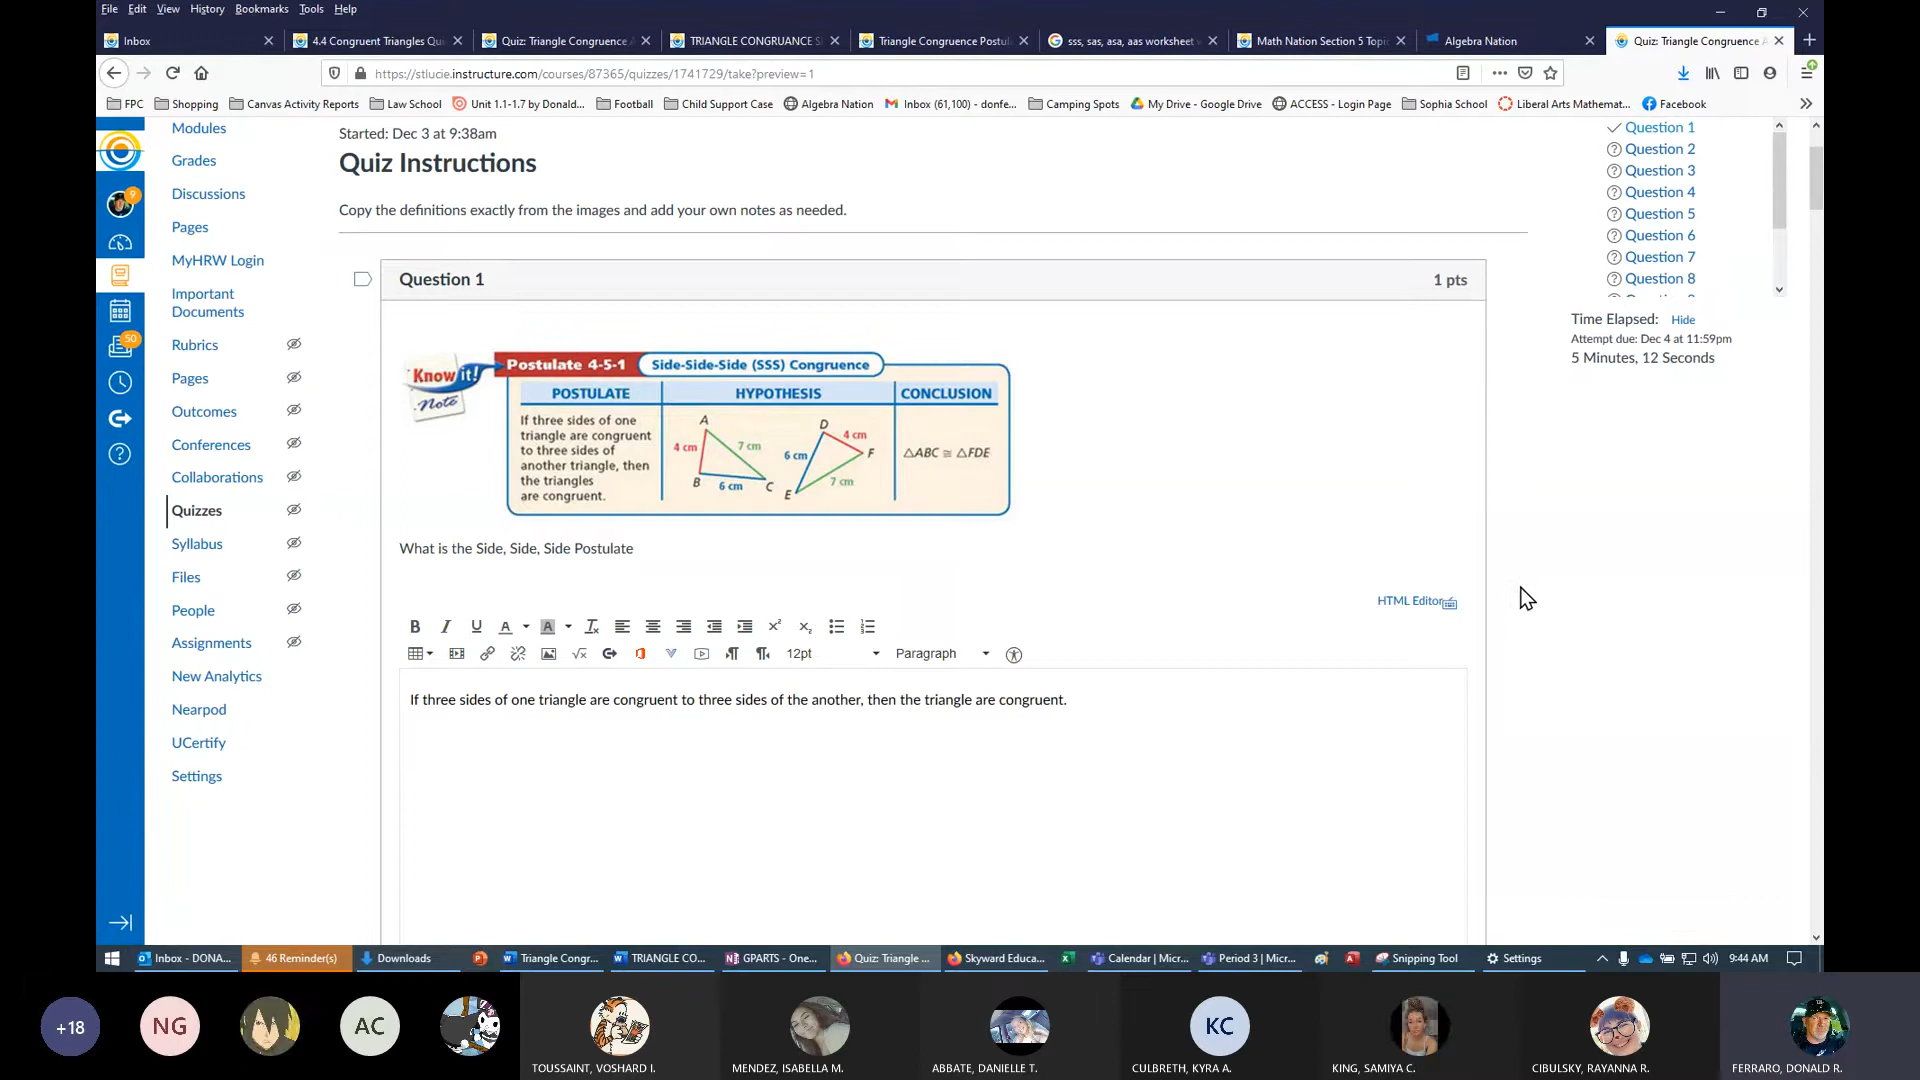 File Edit View History Bookmarks Tools Help
Inbox
4.4 Congruent Triangles Qui
Quiz: Triangle Congruence A
TRIANGLE CONGRUANCE S
Triangle Congruence Postul
sss, sas, asa, aas worksheet
Math Nation Section 5 Topi
Algebra Nation
Quiz: Triangle Congruence A
https://stlucie.instructure.com/courses/87365/quizzes/1741729/take?preview=1
FPC Shopping Canvas Activity Reports Law School Unit 1.1-1.7 by Donald... Football Child Support Case Algebra Nation Inbox (61,100) - donfe... Camping Spots My Drive - Google Drive ACCESS - Login Page Sophia School Liberal Arts Mathemat... Facebook
9
50
Modules
Grades
Discussions
Pages
MyHRW Login
Important
Documents
Rubrics
Pages
Outcomes
Conferences
Collaborations
Quizzes
Syllabus
Files
People
Assignments
New Analytics
Nearpod
UCertify
Settings
Started: Dec 3 at 9:38am
Quiz Instructions
Copy the definitions exactly from the images and add your own notes as needed.
Question 1
1 pts
Know it!
Note
Postulate 4-5-1 Side-Side-Side (SSS) Congruence
POSTULATE HYPOTHESIS CONCLUSION
If three sides of one
triangle are congruent
to three sides of
another triangle, then
the triangles
are congruent.
A
4 cm 7 cm
B 6 cm C
D
4 cm
6 cm F
7 cm
E
△ABC ≅ △FDE
What is the Side, Side, Side Postulate
HTML Editor
12pt Paragraph
If three sides of one triangle are congruent to three sides of the another, then the triangle are congruent.
Question 1
Question 2
Question 3
Question 4
Question 5
Question 6
Question 7
Question 8
Time Elapsed: Hide
Attempt due: Dec 4 at 11:59pm
5 Minutes, 12 Seconds
Inbox - DONA... 46 Reminder(s) Downloads Triangle Congr... TRIANGLE CO... GPARTS - One... Quiz: Triangle ... Skyward Educa... Calendar | Micr... Period 3 | Micr... Snipping Tool Settings 9:44 AM
+18 NG AC KC
TOUSSAINT, VOSHARD I. MENDEZ, ISABELLA M. ABBATE, DANIELLE T. CULBRETH, KYRA A. KING, SAMIYA C. CIBULSKY, RAYANNA R. FERRARO, DONALD R.